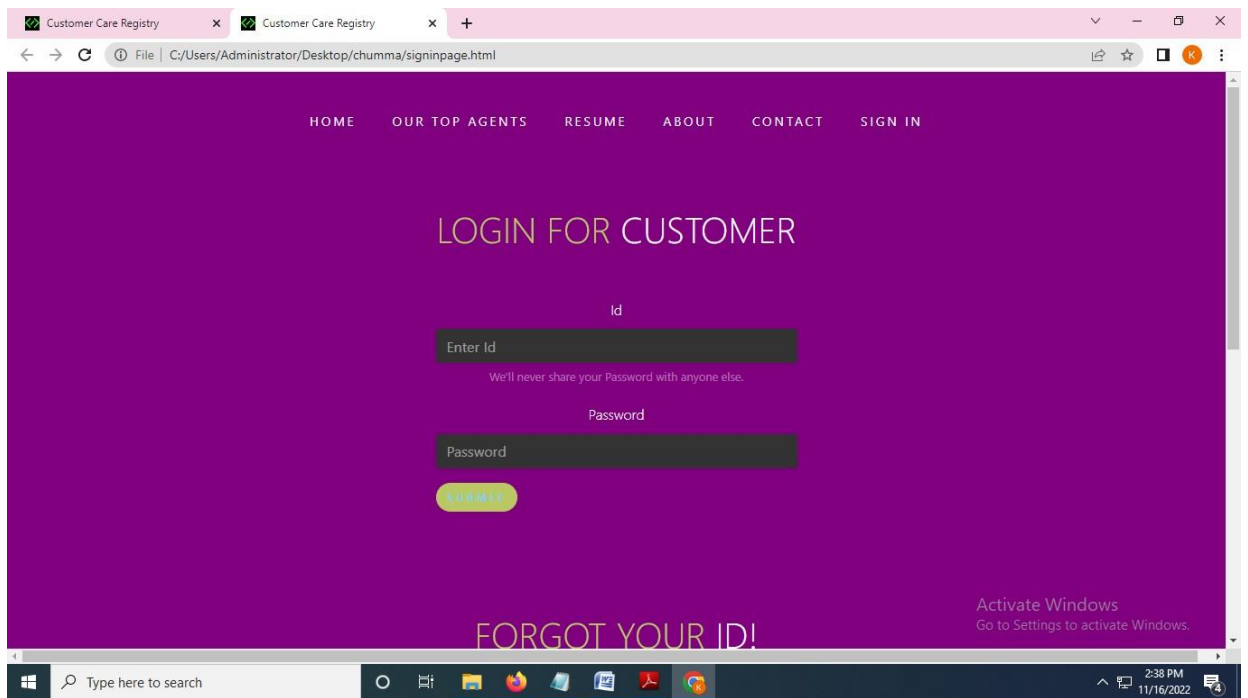 Customer Care Registry
Customer Care Registry
File | C:/Users/Administrator/Desktop/chumma/signinpage.html
K
HOME OUR TOP AGENTS RESUME ABOUT CONTACT SIGN IN
LOGIN FOR CUSTOMER
Id
Enter Id
We'll never share your Password with anyone else.
Password
Password
SUBMIT
FORGOT YOUR ID!
Activate Windows
Go to Settings to activate Windows.
Type here to search
2:38 PM
11/16/2022
4